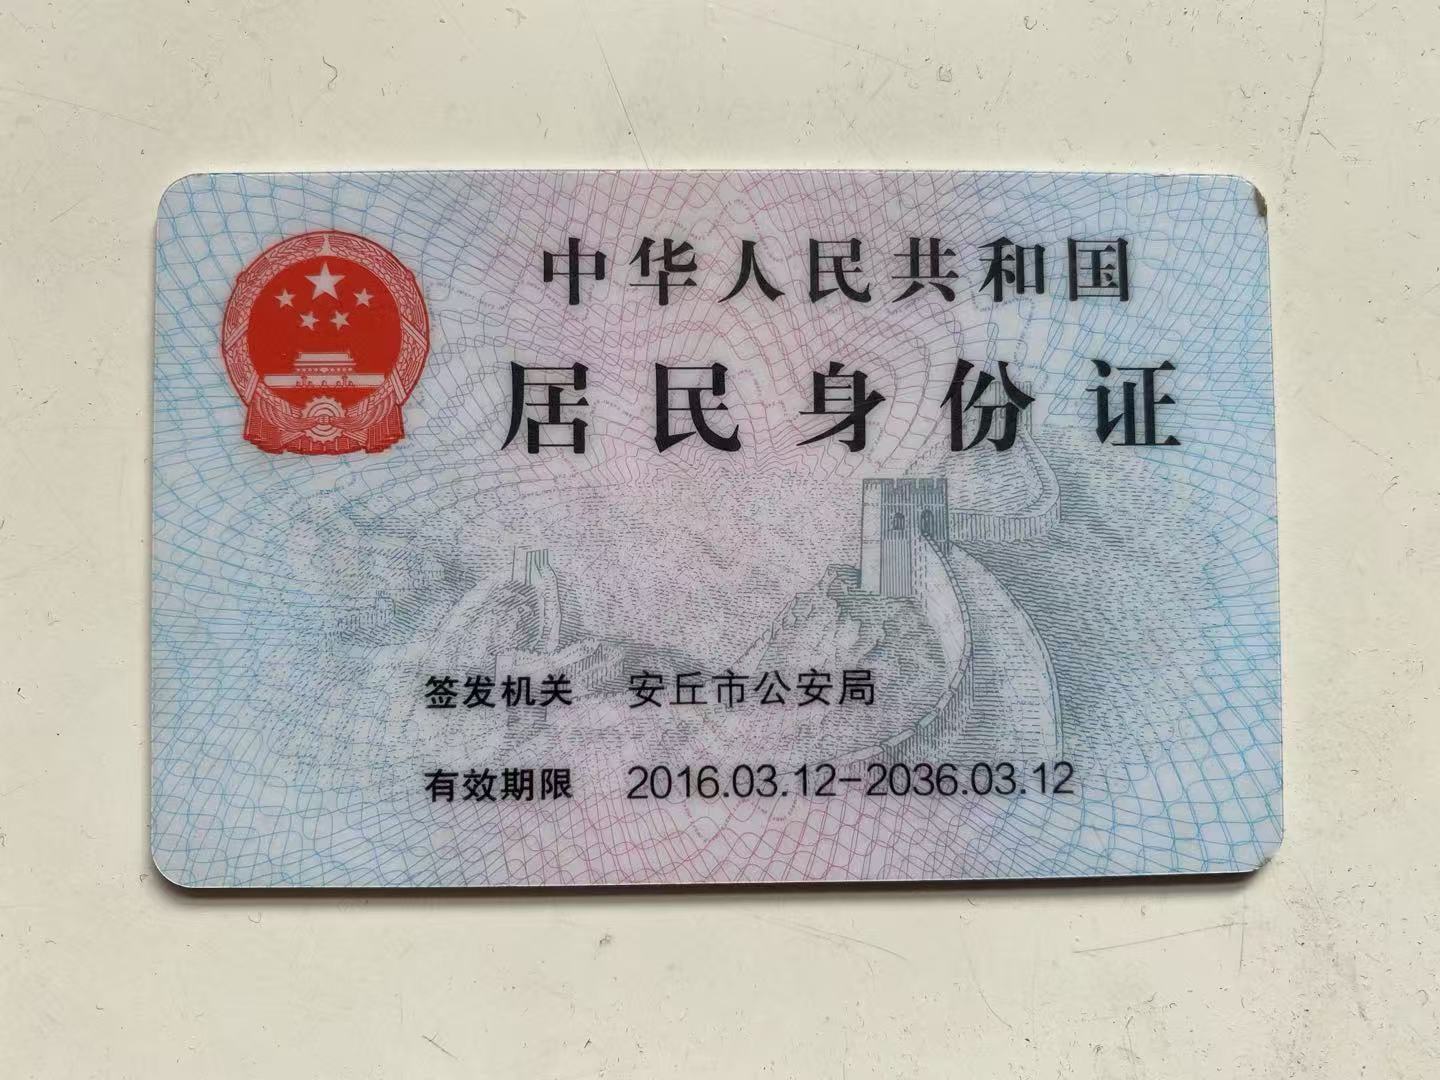 中华人民共和国
居民身份证
签发机关 安丘市公安局
有效期限 2016.03.12-2036.03.12